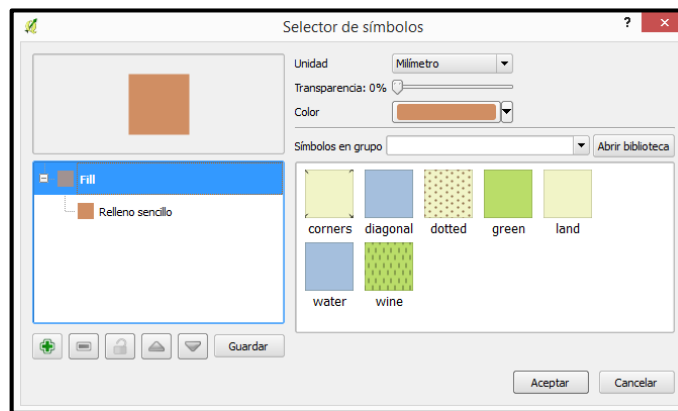 Selector de símbolos
?
x
Unidad
Milímetro
Transparencia: 0%
Color
Símbolos en grupo
Abrir biblioteca
Fill
Relleno sencillo
corners diagonal dotted green land
water wine
Guardar
Aceptar Cancelar